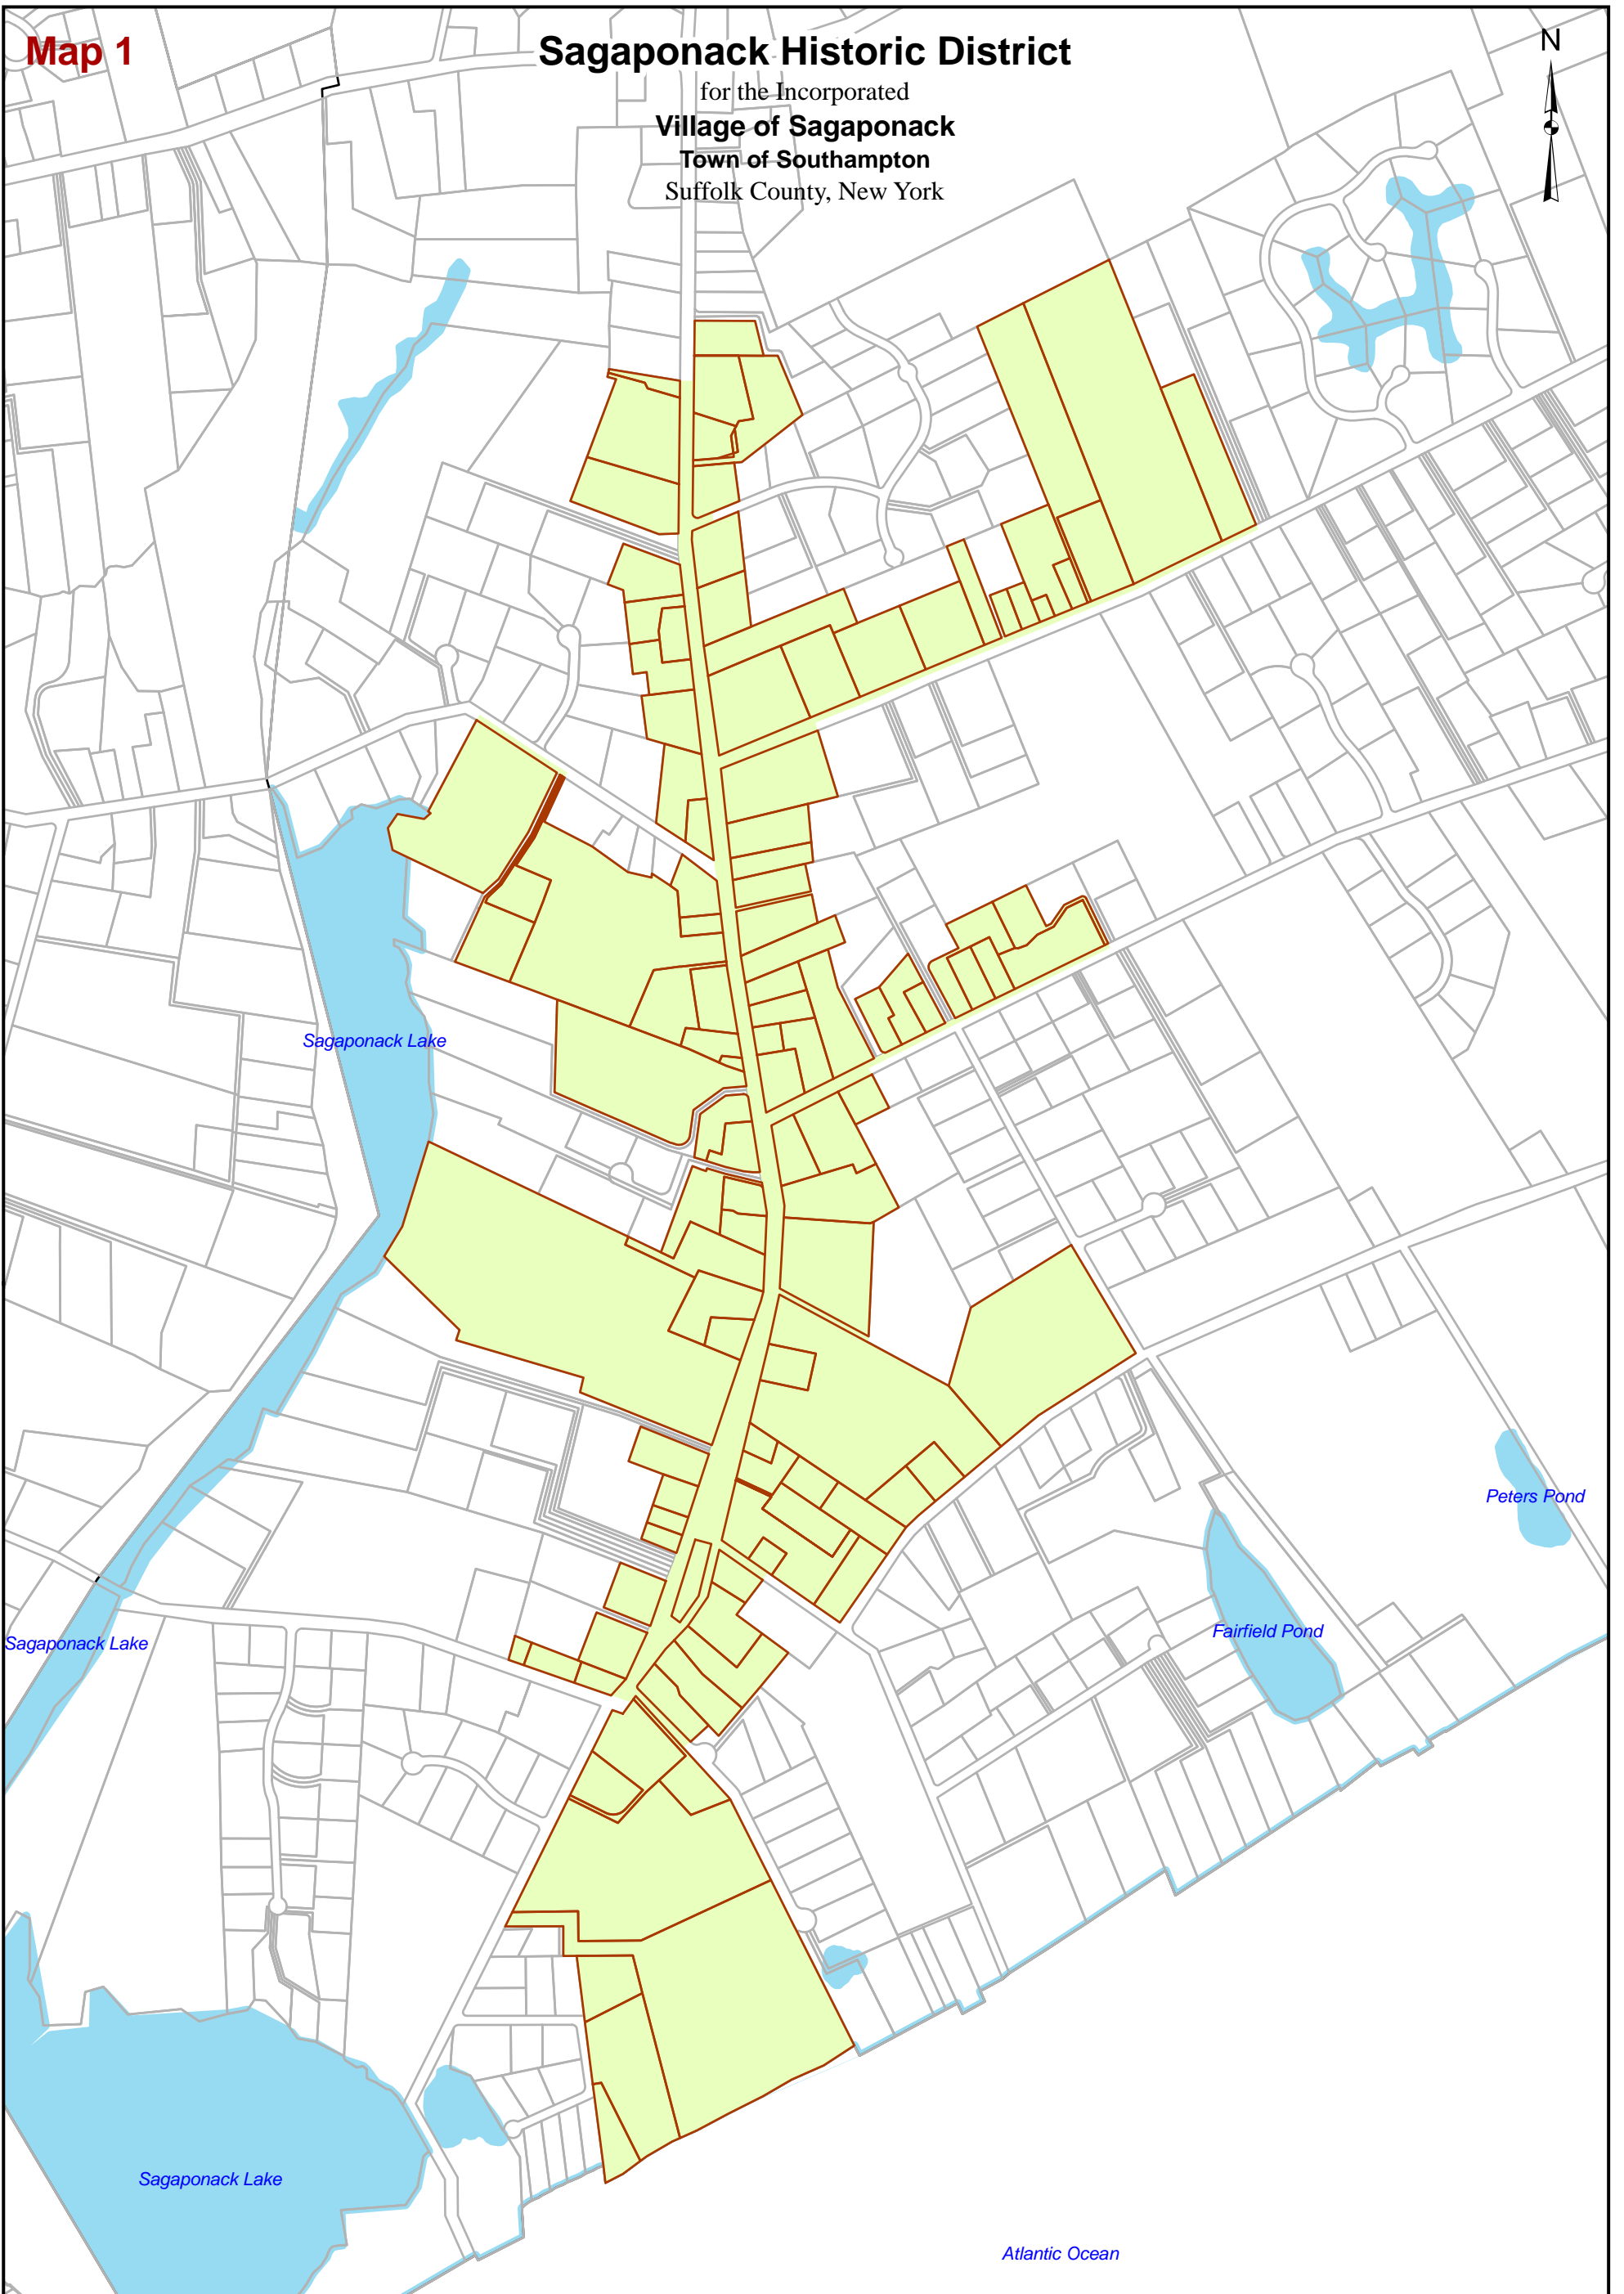 Map 1
Sagaponack Historic District
for the Incorporated
Village of Sagaponack
Town of Southampton
Suffolk County, New York
N
Sagaponack Lake
Peters Pond
Fairfield Pond
Sagaponack Lake
Sagaponack Lake
Atlantic Ocean